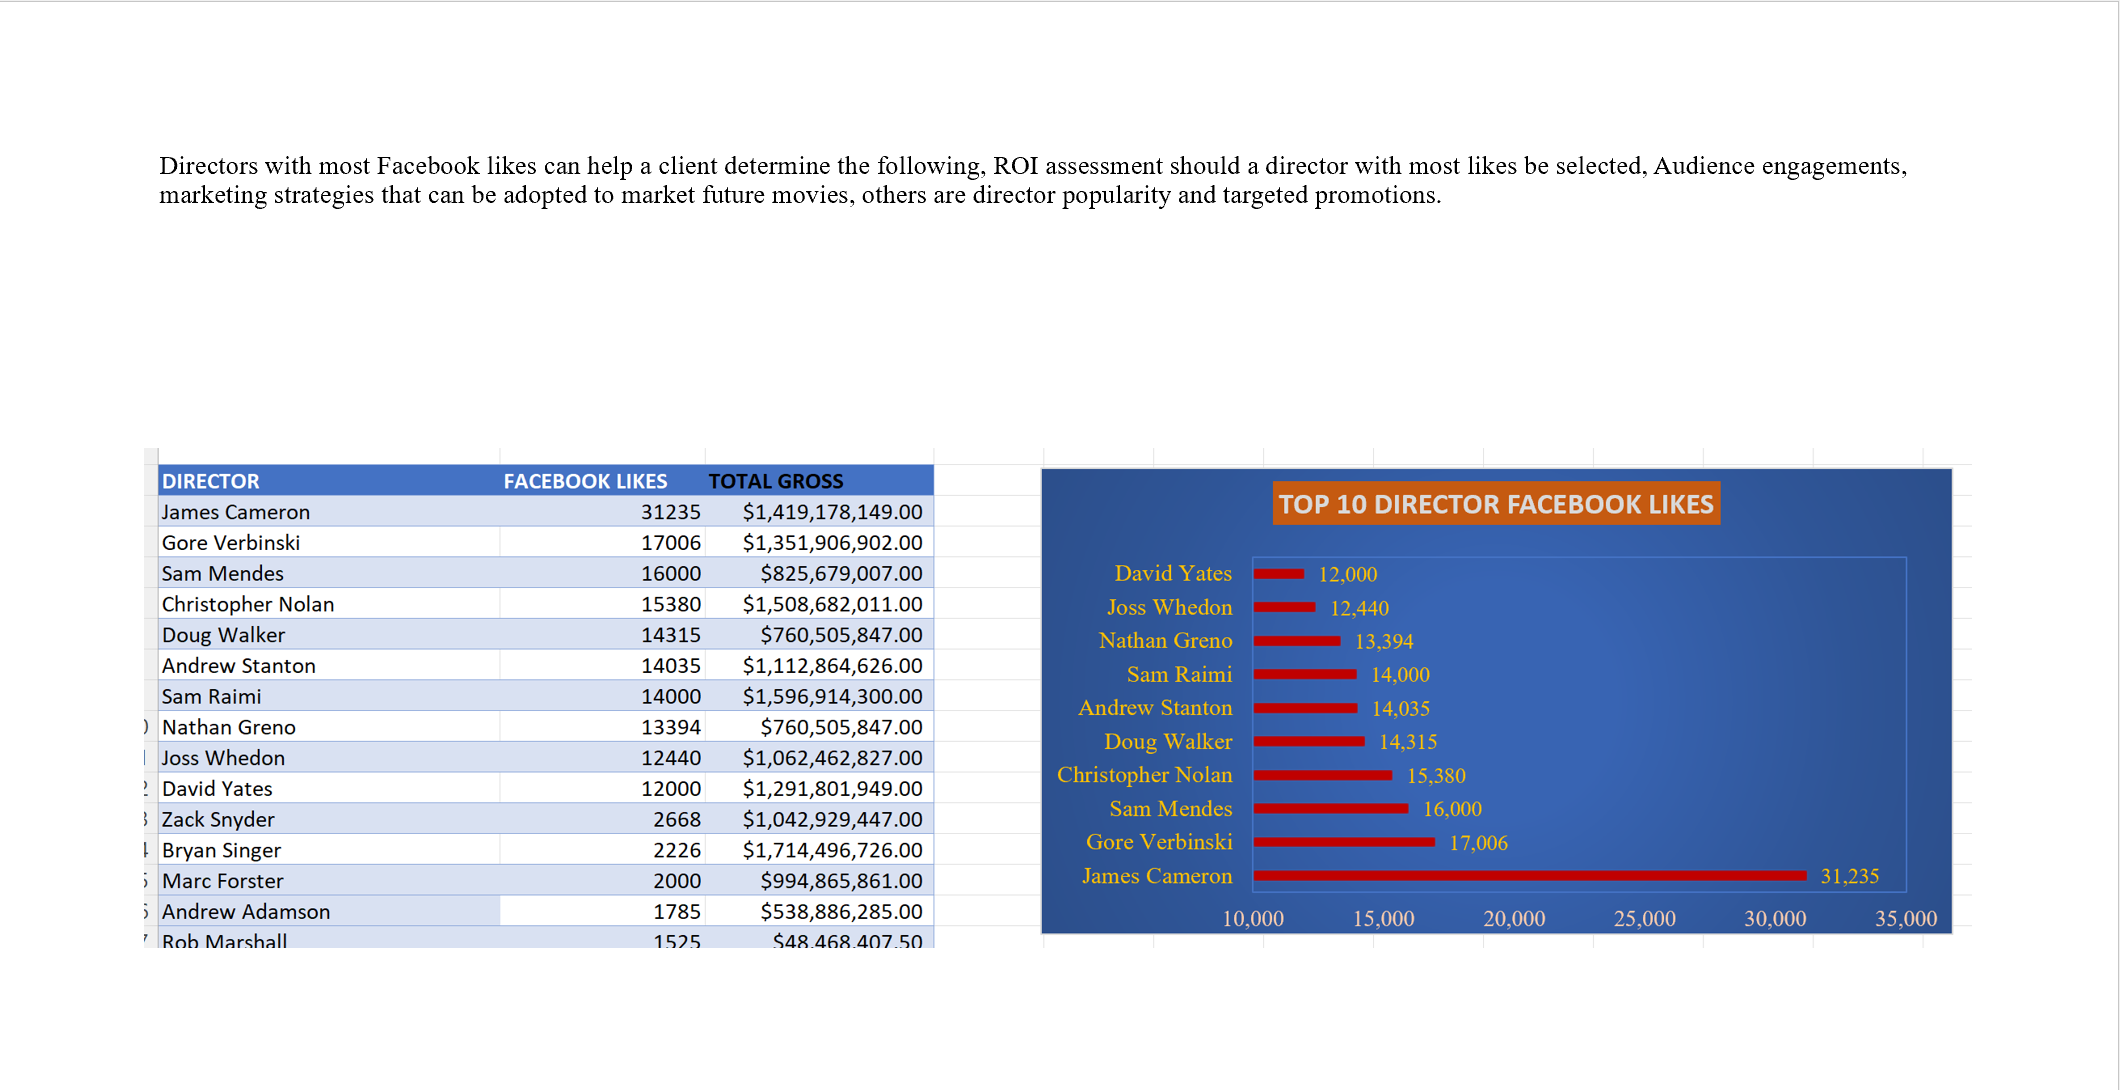 Directors with most Facebook likes can help a client determine the following, ROI assessment should a director with most likes be selected, Audience engagements,
marketing strategies that can be adopted to market future movies, others are director popularity and targeted promotions.
DIRECTOR FACEBOOK LIKES TOTAL GROSS
James Cameron 31235 $1,419,178,149.00
Gore Verbinski 17006 $1,351,906,902.00
Sam Mendes 16000 $825,679,007.00
Christopher Nolan 15380 $1,508,682,011.00
Doug Walker 14315 $760,505,847.00
Andrew Stanton 14035 $1,112,864,626.00
Sam Raimi 14000 $1,596,914,300.00
Nathan Greno 13394 $760,505,847.00
Joss Whedon 12440 $1,062,462,827.00
David Yates 12000 $1,291,801,949.00
Zack Snyder 2668 $1,042,929,447.00
Bryan Singer 2226 $1,714,496,726.00
Marc Forster 2000 $994,865,861.00
Andrew Adamson 1785 $538,886,285.00
Rob Marshall 1525 $48,468,407.50
TOP 10 DIRECTOR FACEBOOK LIKES
David Yates 12,000
Joss Whedon 12,440
Nathan Greno 13,394
Sam Raimi 14,000
Andrew Stanton 14,035
Doug Walker 14,315
Christopher Nolan 15,380
Sam Mendes 16,000
Gore Verbinski 17,006
James Cameron 31,235
10,000 15,000 20,000 25,000 30,000 35,000